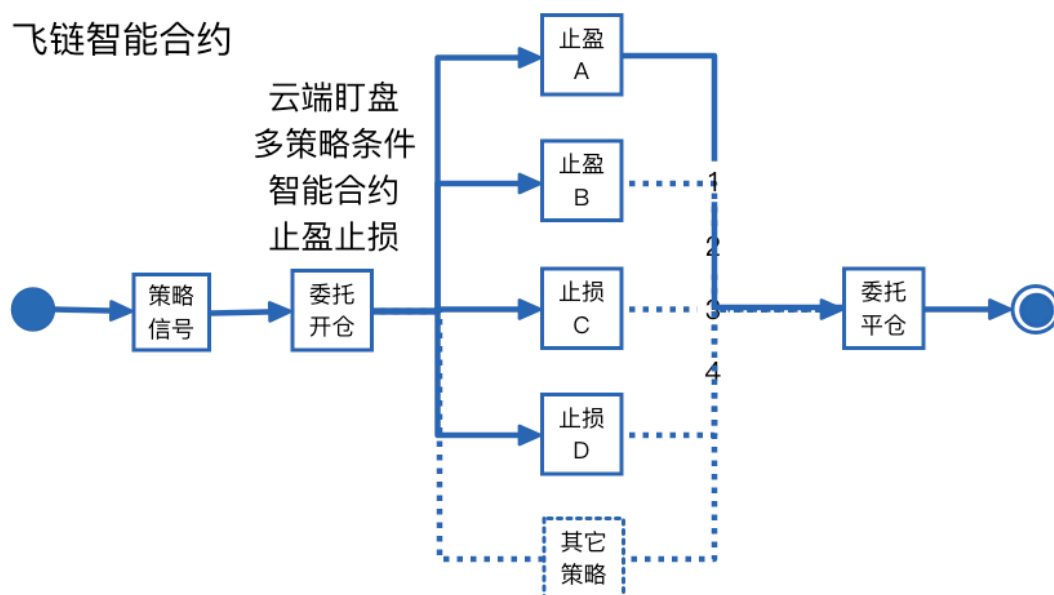 飞链智能合约
云端盯盘
多策略条件
智能合约
止盈止损
策略
信号
委托
开仓
止盈
A
止盈
B
止损
C
止损
D
其它
策略
1
2
3
4
委托
平仓